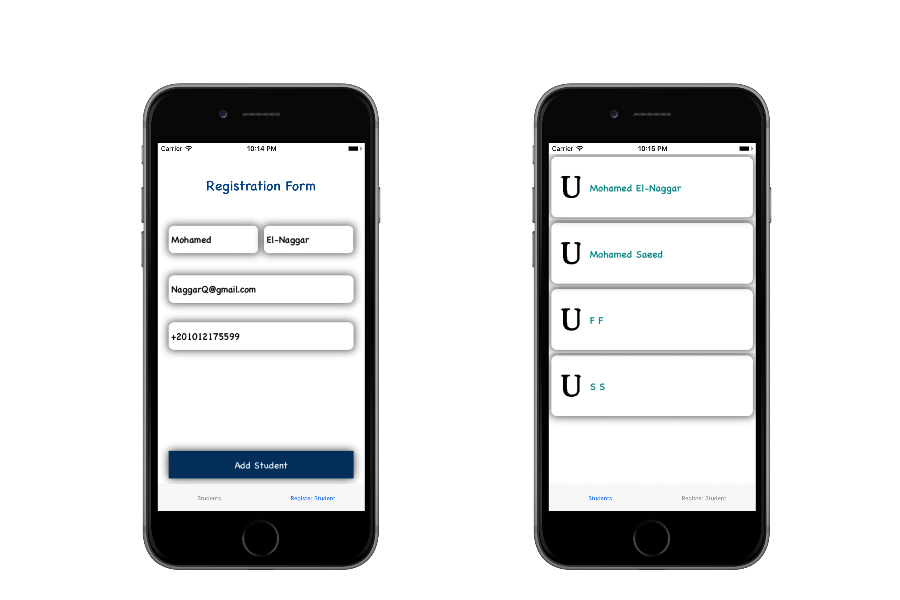 Carrier 10:14 PM
Registration Form
Mohamed El-Naggar
NaggarQ@gmail.com
+201012175599
Add Student
Students Register Student
Carrier 10:15 PM
U Mohamed El-Naggar
U Mohamed Saeed
U F F
U S S
Students Register Student